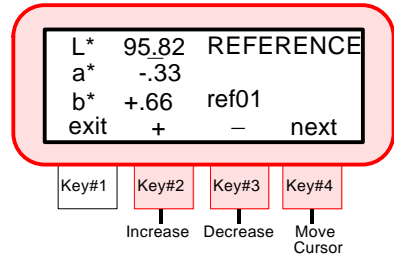 L* 95.82 REFERENCE
a* -.33
b* +.66 ref01
exit + – next
Key#1 Key#2 Key#3 Key#4
Increase Decrease Move
Cursor